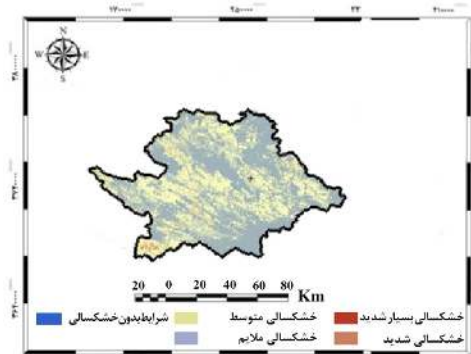 N
W E
S
20 0 20 40 60 80
Km
خشکسالی بسیار شدید
خشکسالی متوسط
شرایط بدون خشکسالی
خشکسالی شدید
خشکسالی ملایم